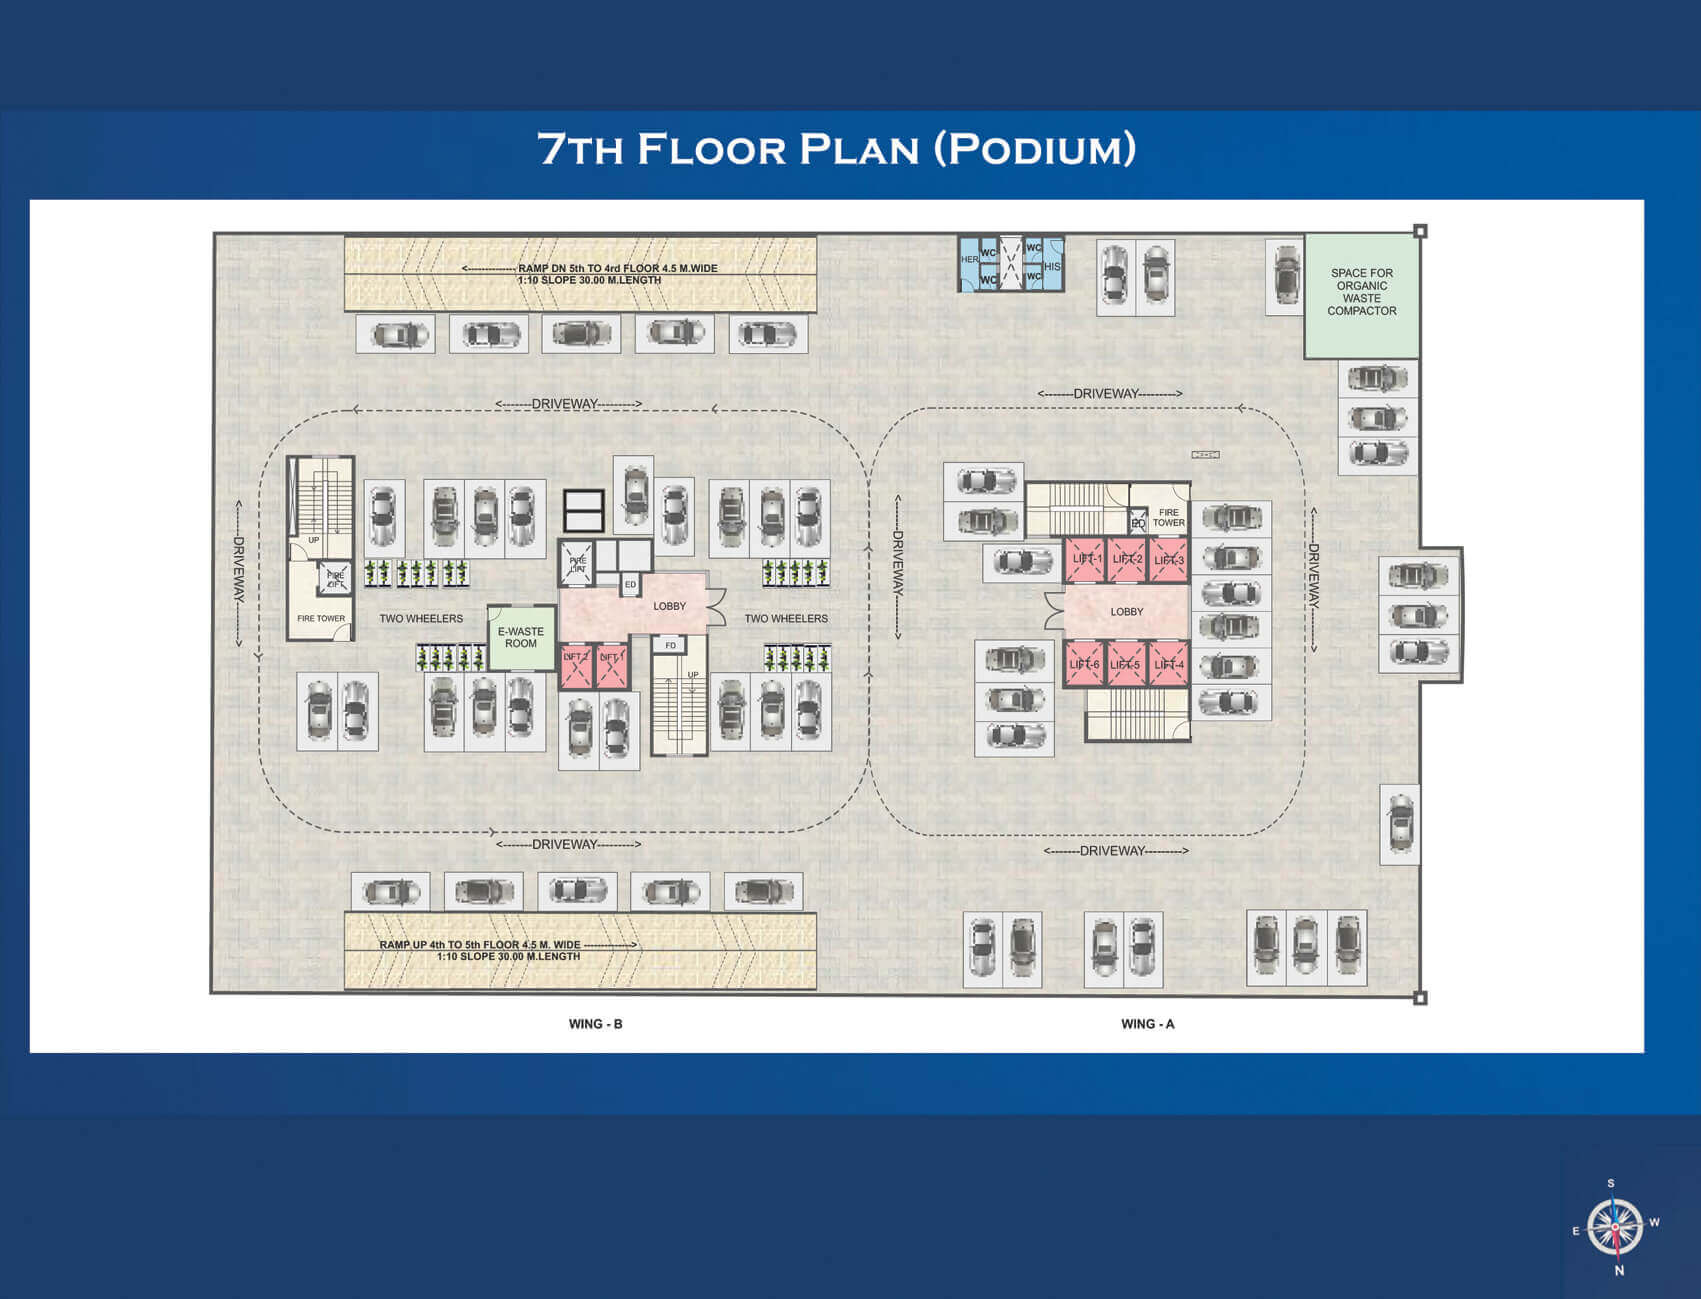 7TH FLOOR PLAN (PODIUM)
<-------------- RAMP DN 5th TO 4rd FLOOR 4.5 M.WIDE
1:10 SLOPE 30.00 M.LENGTH
HER
WC
WC
WC
WC
HIS
SPACE FOR
ORGANIC
WASTE
COMPACTOR
<-------DRIVEWAY--------->
<-------DRIVEWAY--------->
<-------DRIVEWAY--------->
<-------DRIVEWAY--------->
<-------DRIVEWAY--------->
UP
FIRE
LIFT
FIRE TOWER
TWO WHEELERS
E-WASTE
ROOM
FIRE
LIFT
ED
LOBBY
LIFT 2
LIFT 1
FD
UP
TWO WHEELERS
ED
FIRE
TOWER
LIFT-1
LIFT-2
LIFT-3
LOBBY
LIFT-6
LIFT-5
LIFT-4
<-------DRIVEWAY--------->
<-------DRIVEWAY--------->
RAMP UP 4th TO 5th FLOOR 4.5 M. WIDE -------------->
1:10 SLOPE 30.00 M.LENGTH
WING - B
WING - A
S
E
W
N